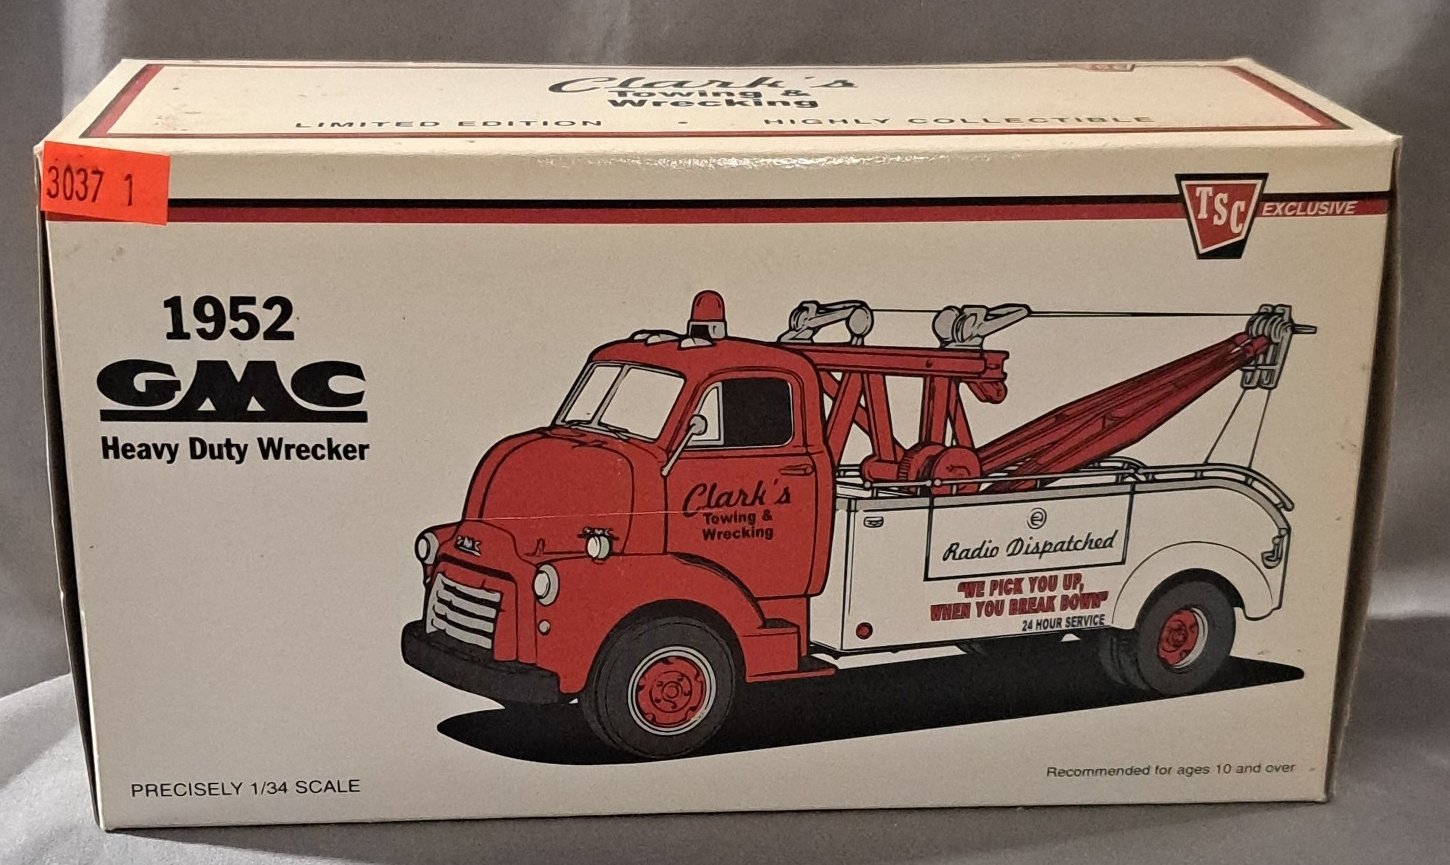 Clark's
Towing &
Wrecking
LIMITED EDITION • HIGHLY COLLECTIBLE
3037 1
TSC EXCLUSIVE
1952
GMC
Heavy Duty Wrecker
Clark's
Towing &
Wrecking
GMC
GMC
Radio Dispatched
"WE PICK YOU UP,
WHEN YOU BREAK DOWN"
24 HOUR SERVICE
PRECISELY 1/34 SCALE
Recommended for ages 10 and over